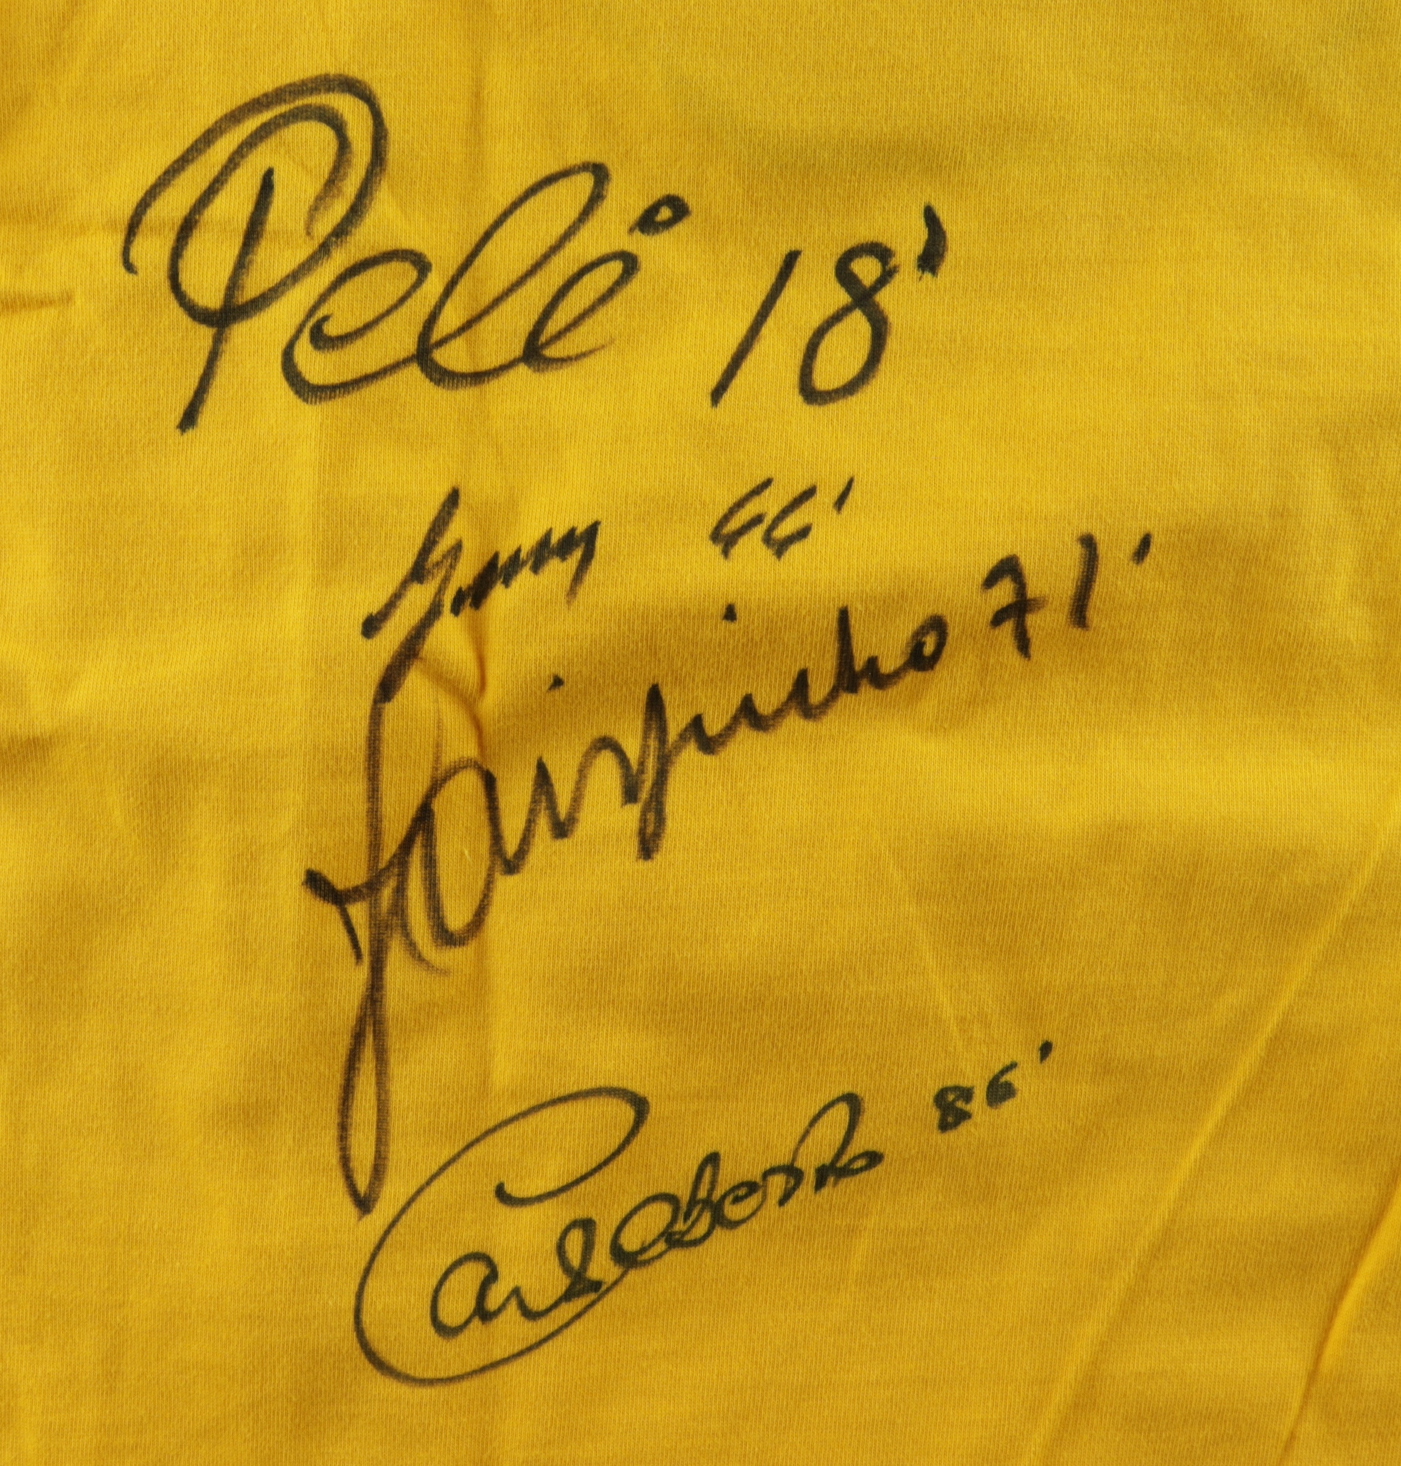 Pelé 18'
Gerson 66'
Jairzinho 71'
Carlos Alberto 86'